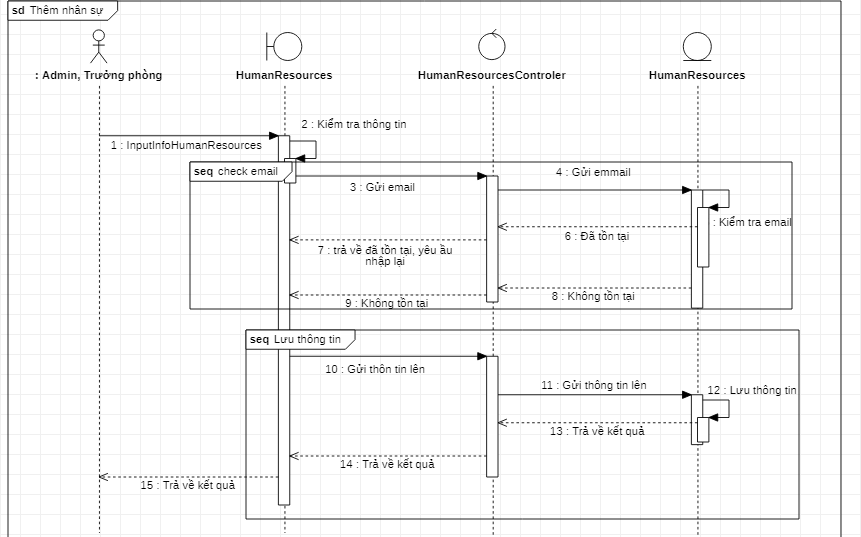 sd Thêm nhân sự
: Admin, Trưởng phòng
HumanResources
HumanResourcesControler
HumanResources
2 : Kiểm tra thông tin
1 : InputInfoHumanResources
seq check email
3 : Gửi email
4 : Gửi emmail
: Kiểm tra email
6 : Đã tồn tại
7 : trả về đã tồn tại, yêu ầu
nhập lại
8 : Không tồn tại
9 : Không tồn tại
seq Lưu thông tin
10 : Gửi thôn tin lên
11 : Gửi thông tin lên
12 : Lưu thông tin
13 : Trả về kết quả
14 : Trả về kết quả
15 : Trả về kết quả